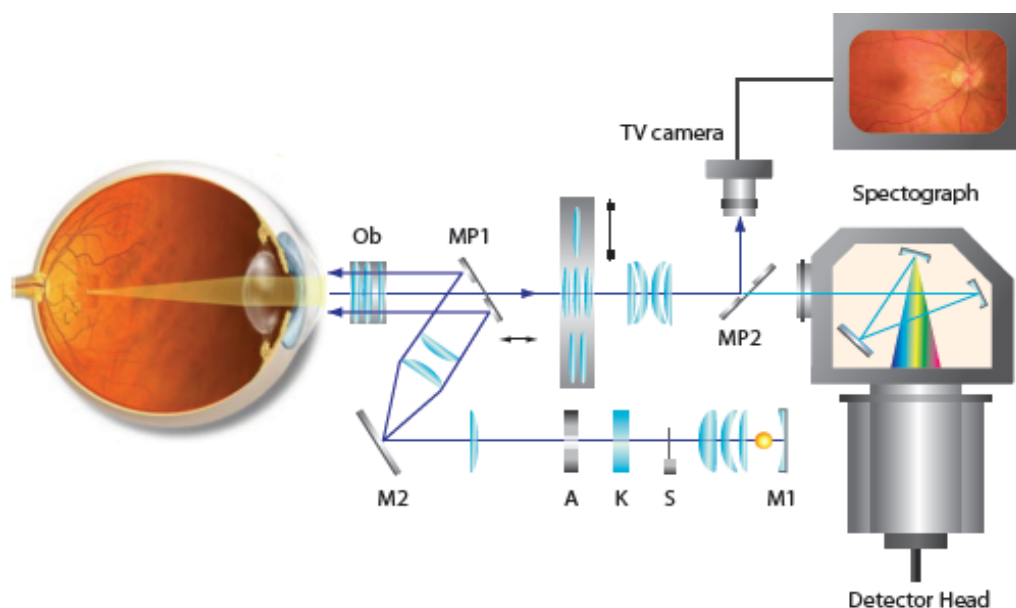 TV camera
Spectograph
Ob
MP1
MP2
M2
A
K
S
M1
Detector Head